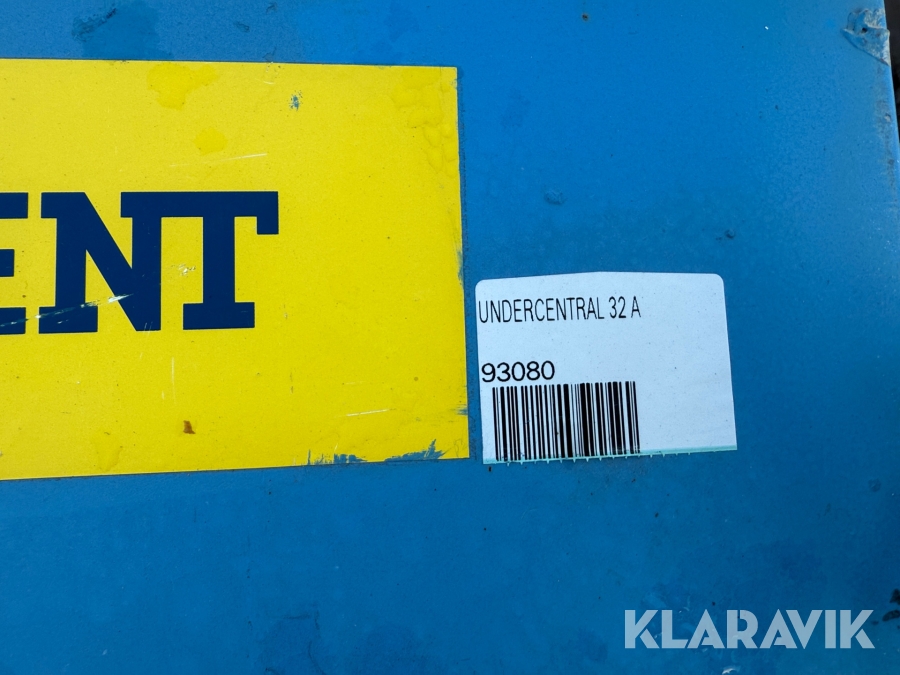 ENT
UNDERCENTRAL 32 A
93080
KLARAVIK